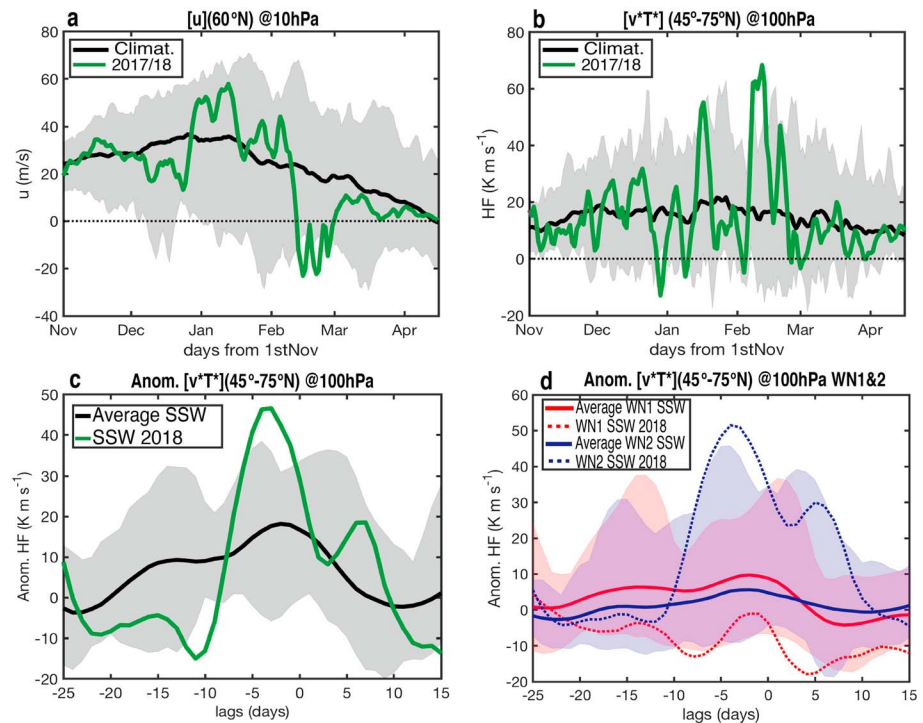 a
[u](60°N) @10hPa
Climat.
2017/18
u (m/s)
80
60
40
20
0
-20
-40
Nov Dec Jan Feb Mar Apr
days from 1stNov
b
[v*T*] (45°-75°N) @100hPa
Climat.
2017/18
HF (K m s-1)
80
60
40
20
0
-20
Nov Dec Jan Feb Mar Apr
days from 1stNov
c
Anom. [v*T*](45°-75°N) @100hPa
Average SSW
SSW 2018
Anom. HF (K m s-1)
50
40
30
20
10
0
-10
-20
-25 -20 -15 -10 -5 0 5 10 15
lags (days)
d
Anom. [v*T*](45°-75°N) @100hPa WN1&2
Average WN1 SSW
WN1 SSW 2018
Average WN2 SSW
WN2 SSW 2018
Anom. HF (K m s-1)
60
50
40
30
20
10
0
-10
-20
-25 -20 -15 -10 -5 0 5 10 15
lags (days)